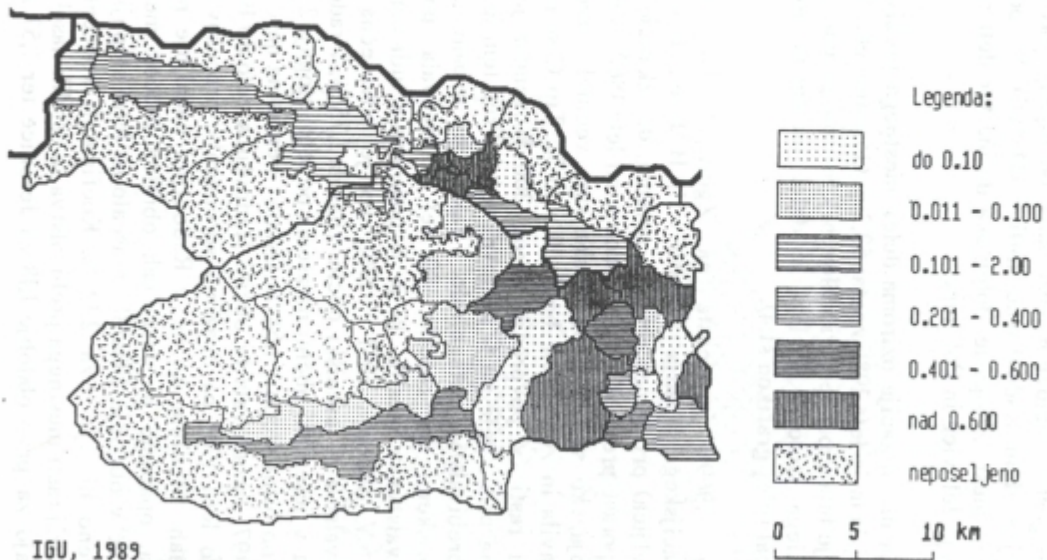 Legenda:
do 0.10
0.011 - 0.100
0.101 - 2.00
0.201 - 0.400
0.401 - 0.600
nad 0.600
neposeljeno
0 5 10 km
IGU, 1989